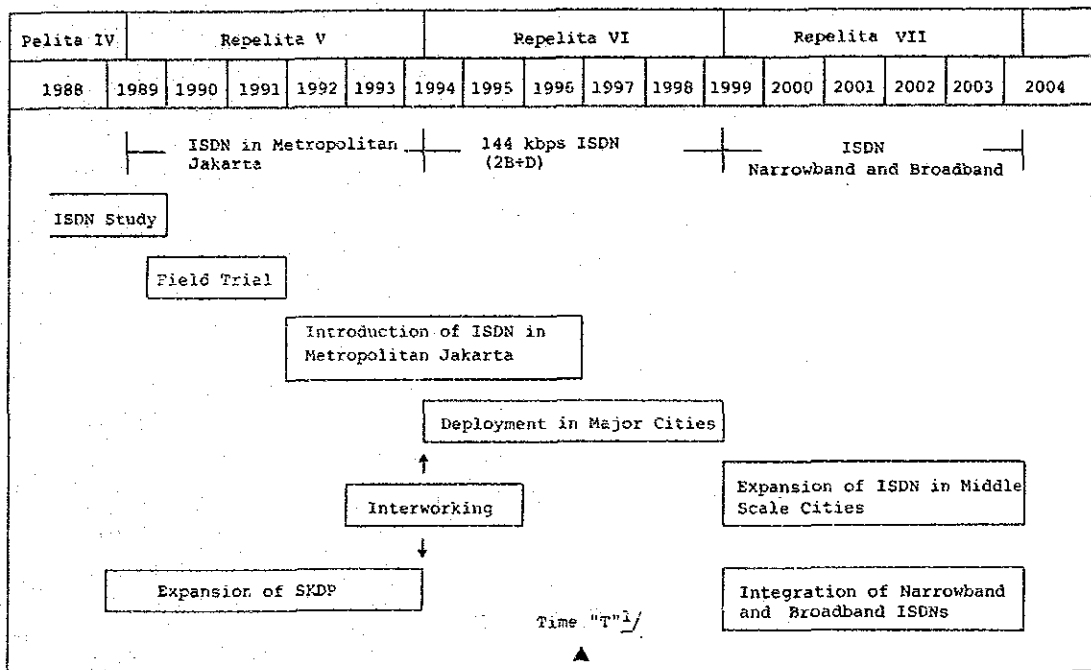 Pelita IV Repelita V Repelita VI Repelita VII
1988 1989 1990 1991 1992 1993 1994 1995 1996 1997 1998 1999 2000 2001 2002 2003 2004
ISDN in Metropolitan
Jakarta
144 kbps ISDN
(2B+D)
ISDN
Narrowband and Broadband
ISDN Study
Field Trial
Introduction of ISDN in
Metropolitan Jakarta
Deployment in Major Cities
Interworking
Expansion of ISDN in Middle
Scale Cities
Expansion of SKDP
Integration of Narrowband
and Broadband ISDNs
Time "T" 1/